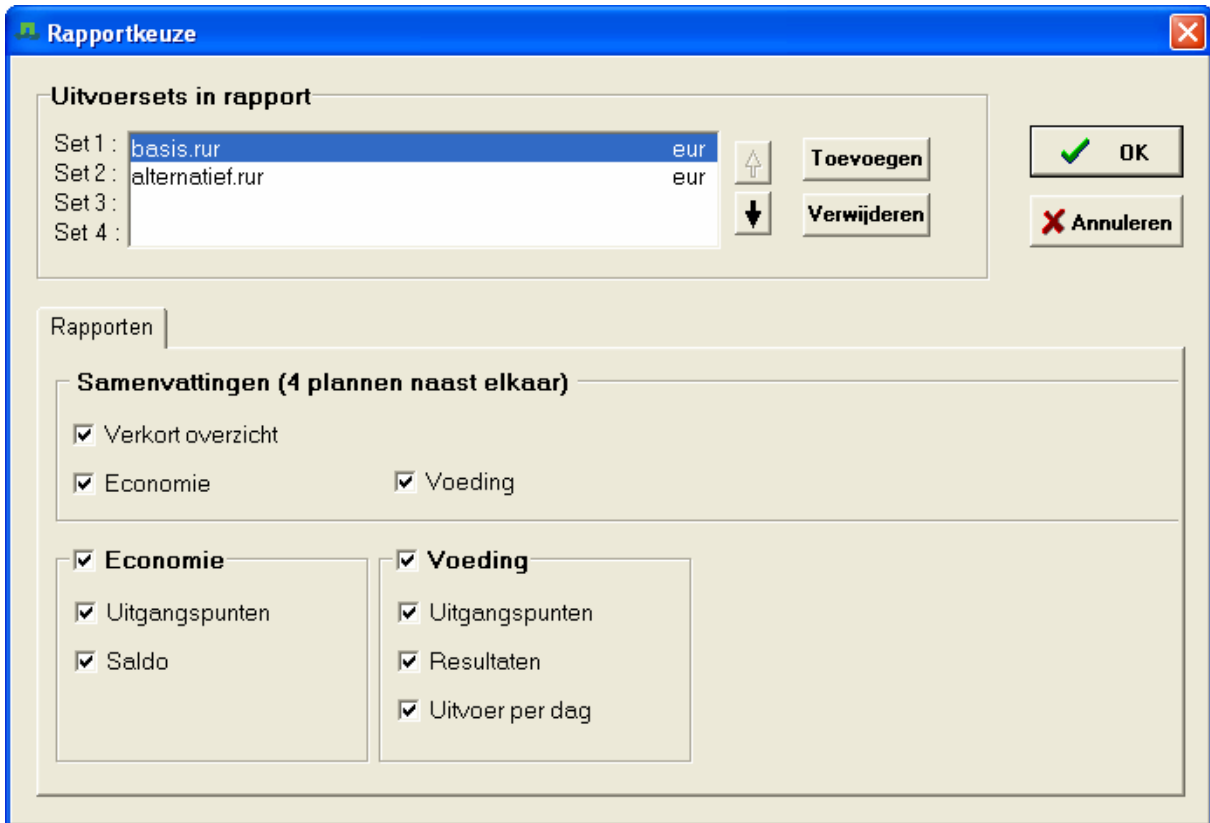 Rapportkeuze
Uitvoersets in rapport
Set 1 : basis.rur eur
Set 2 : alternatief.rur eur
Set 3 :
Set 4 :
Toevoegen
Verwijderen
OK
Annuleren
Rapporten
Samenvattingen (4 plannen naast elkaar)
Verkort overzicht
Economie Voeding
Economie
Uitgangspunten
Saldo
Voeding
Uitgangspunten
Resultaten
Uitvoer per dag